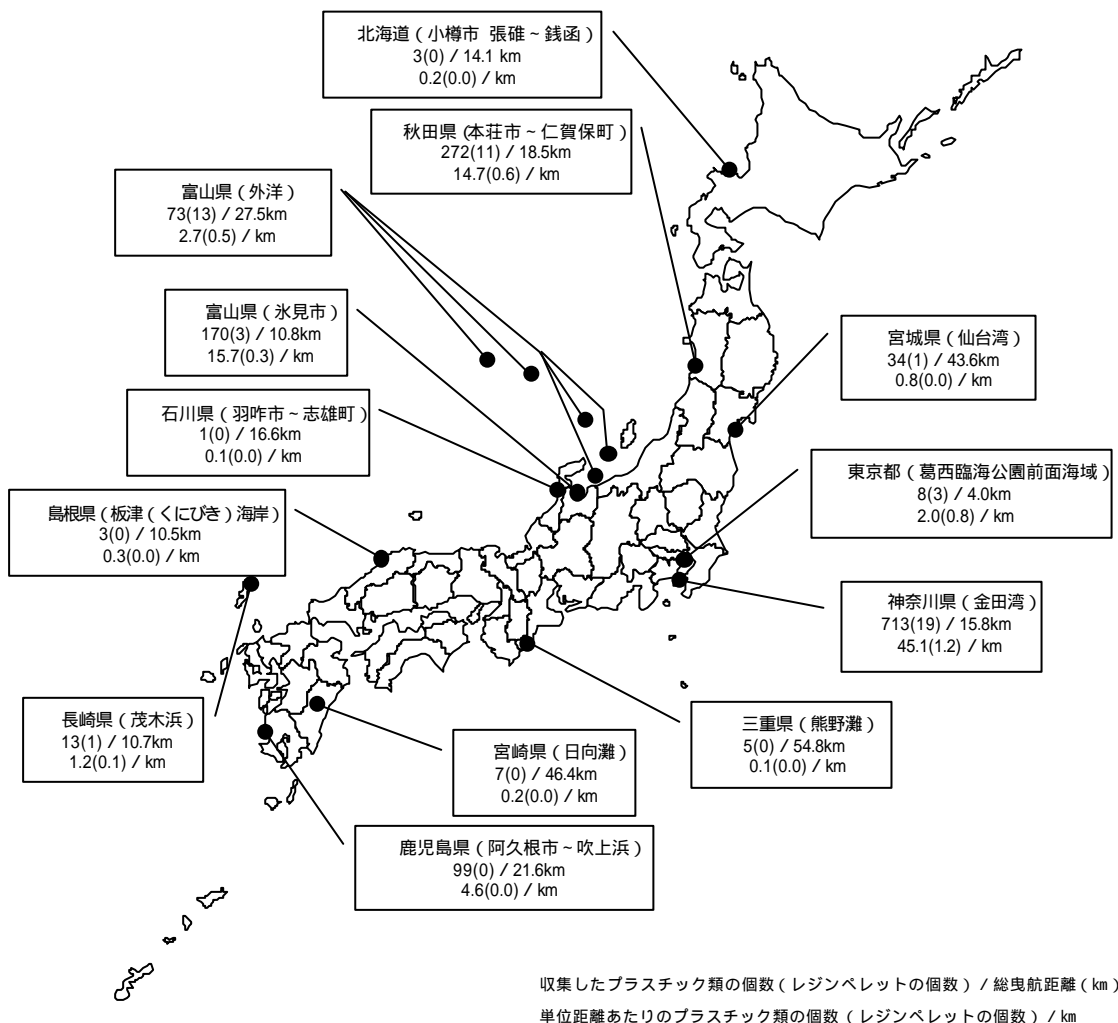 北海道（小樽市 張碓～銭函）
3(0) / 14.1 km
0.2(0.0) / km
秋田県（本荘市～仁賀保町）
272(11) / 18.5km
14.7(0.6) / km
富山県（外洋）
73(13) / 27.5km
2.7(0.5) / km
富山県（氷見市）
170(3) / 10.8km
15.7(0.3) / km
宮城県（仙台湾）
34(1) / 43.6km
0.8(0.0) / km
石川県（羽咋市～志雄町）
1(0) / 16.6km
0.1(0.0) / km
東京都（葛西臨海公園前面海域）
8(3) / 4.0km
2.0(0.8) / km
島根県（板津（くにびき）海岸）
3(0) / 10.5km
0.3(0.0) / km
神奈川県（金田湾）
713(19) / 15.8km
45.1(1.2) / km
長崎県（茂木浜）
13(1) / 10.7km
1.2(0.1) / km
宮崎県（日向灘）
7(0) / 46.4km
0.2(0.0) / km
三重県（熊野灘）
5(0) / 54.8km
0.1(0.0) / km
鹿児島県（阿久根市～吹上浜）
99(0) / 21.6km
4.6(0.0) / km
収集したプラスチック類の個数（レジンペレットの個数）/ 総曳航距離（km）
単位距離あたりのプラスチック類の個数（レジンペレットの個数）/ km